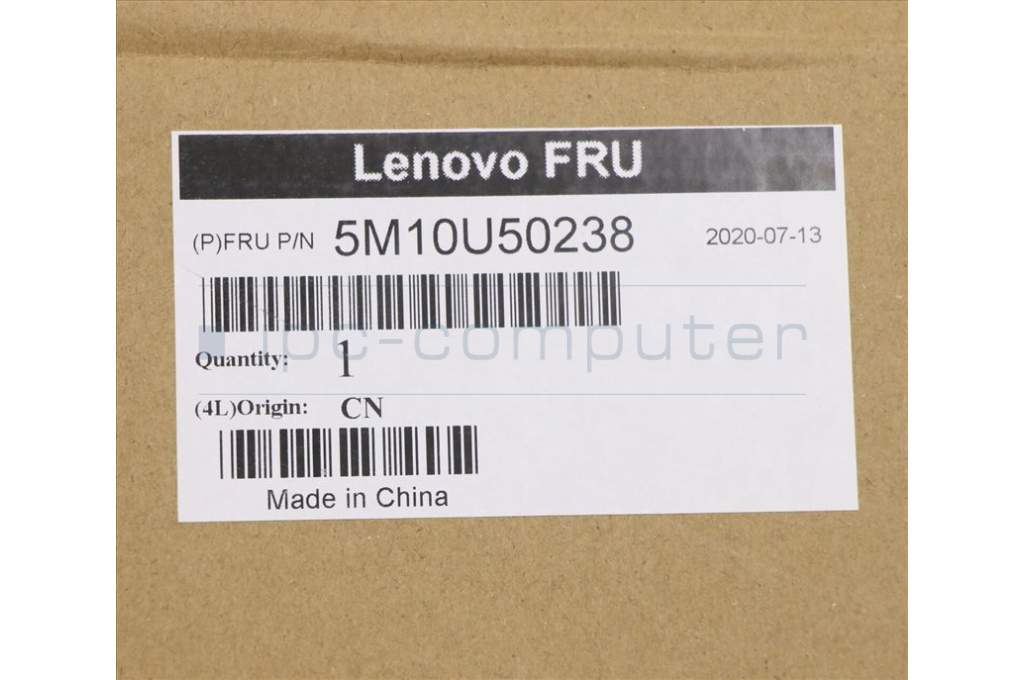 Lenovo FRU
(P)FRU P/N 5M10U50238 2020-07-13
ipc-computer
Quantity: 1
(4L)Origin: CN
Made in China